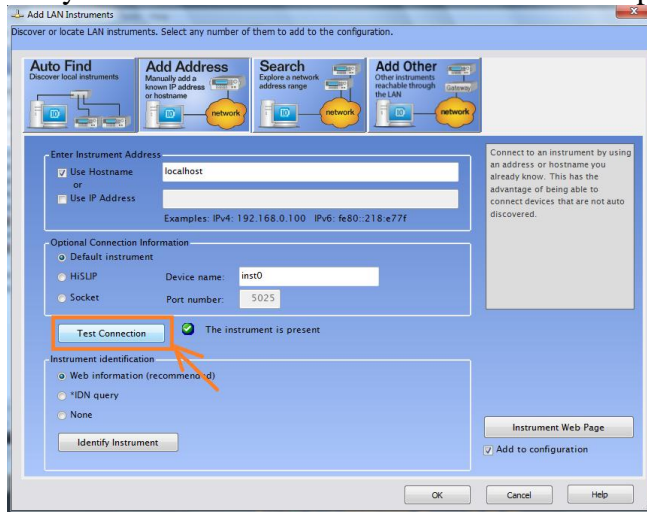 Add LAN Instruments
Discover or locate LAN instruments. Select any number of them to add to the configuration.
Auto Find
Discover local instruments
Add Address
Manually add a
known IP address
or hostname
network
Search
Explore a network
address range
network
Add Other
Other instruments
reachable through
the LAN
Gateway
network
Enter Instrument Address
Use Hostname
localhost
or
Use IP Address
Examples: IPv4: 192.168.0.100 IPv6: fe80::218:e77f
Optional Connection Information
Default instrument
HiSLIP
Device name:
inst0
Socket
Port number:
5025
Test Connection
The instrument is present
Instrument identification
Web information (recommended)
*IDN query
None
Identify Instrument
Connect to an instrument by using
an address or hostname you
already know. This has the
advantage of being able to
connect devices that are not auto
discovered.
Instrument Web Page
Add to configuration
OK
Cancel
Help